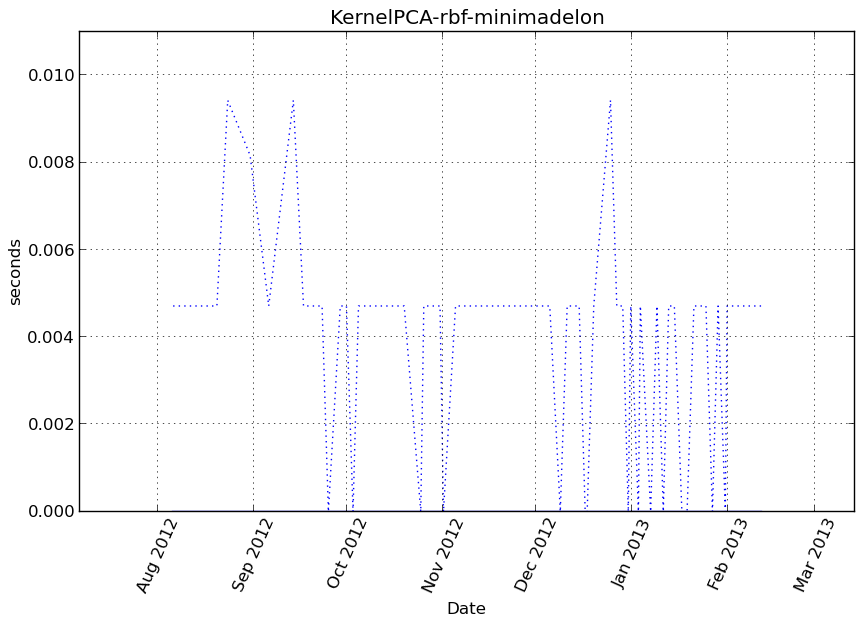 KernelPCA-rbf-minimadelon
0.010
0.008
0.006
0.004
0.002
0.000
seconds
Aug 2012
Sep 2012
Oct 2012
Nov 2012
Dec 2012
Jan 2013
Feb 2013
Mar 2013
Date